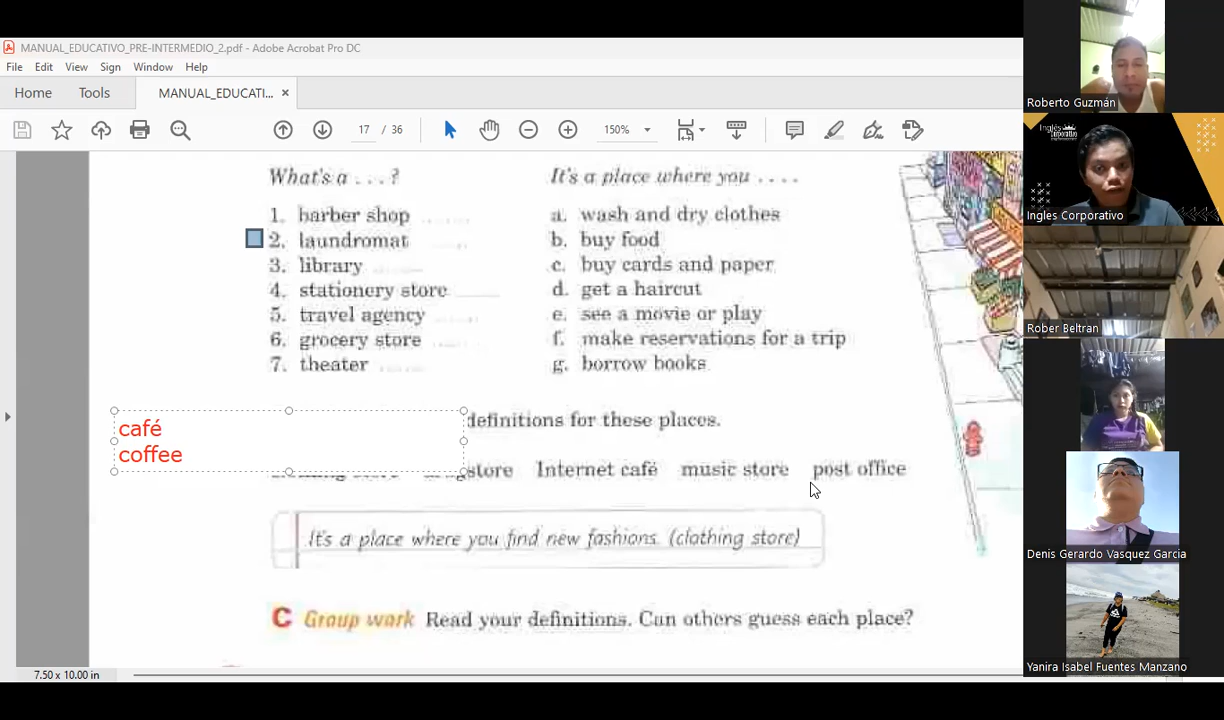 MANUAL_EDUCATIVO_PRE-INTERMEDIO_2.pdf - Adobe Acrobat Pro DC
File Edit View Sign Window Help
Home Tools MANUAL_EDUCATI... ×
17 / 36 150%
What's a . . . ? It's a place where you . . . .
1. barber shop a. wash and dry clothes
2. laundromat b. buy food
3. library c. buy cards and paper
4. stationery store d. get a haircut
5. travel agency e. see a movie or play
6. grocery store f. make reservations for a trip
7. theater g. borrow books
café
coffee
definitions for these places.
store Internet café music store post office
It's a place where you find new fashions. (clothing store)
C Group work Read your definitions. Can others guess each place?
7.50 x 10.00 in
Roberto Guzmán
Inglés
Corporativo
Ingles Corporativo
Rober Beltran
Denis Gerardo Vasquez Garcia
Yanira Isabel Fuentes Manzano